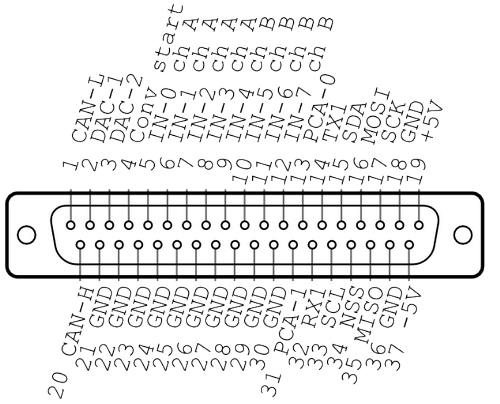 1 CAN-L
2 DAC-1
3 DAC-2
4 Conv start
5 IN-0 ch A
6 IN-1 ch A
7 IN-2 ch A
8 IN-3 ch A
9 IN-4 ch B
10 IN-5 ch B
11 IN-6 ch B
12 IN-7 ch B
13 PCA-0
14 TX1
15 SDA
16 MOSI
17 SCK
18 GND
19 +5V
20 CAN-H
21 GND
22 GND
23 GND
24 GND
25 GND
26 GND
27 GND
28 GND
29 GND
30 GND
31 PCA-1
32 RX1
33 SCL
34 NSS
35 MISO
36 GND
37 -5V